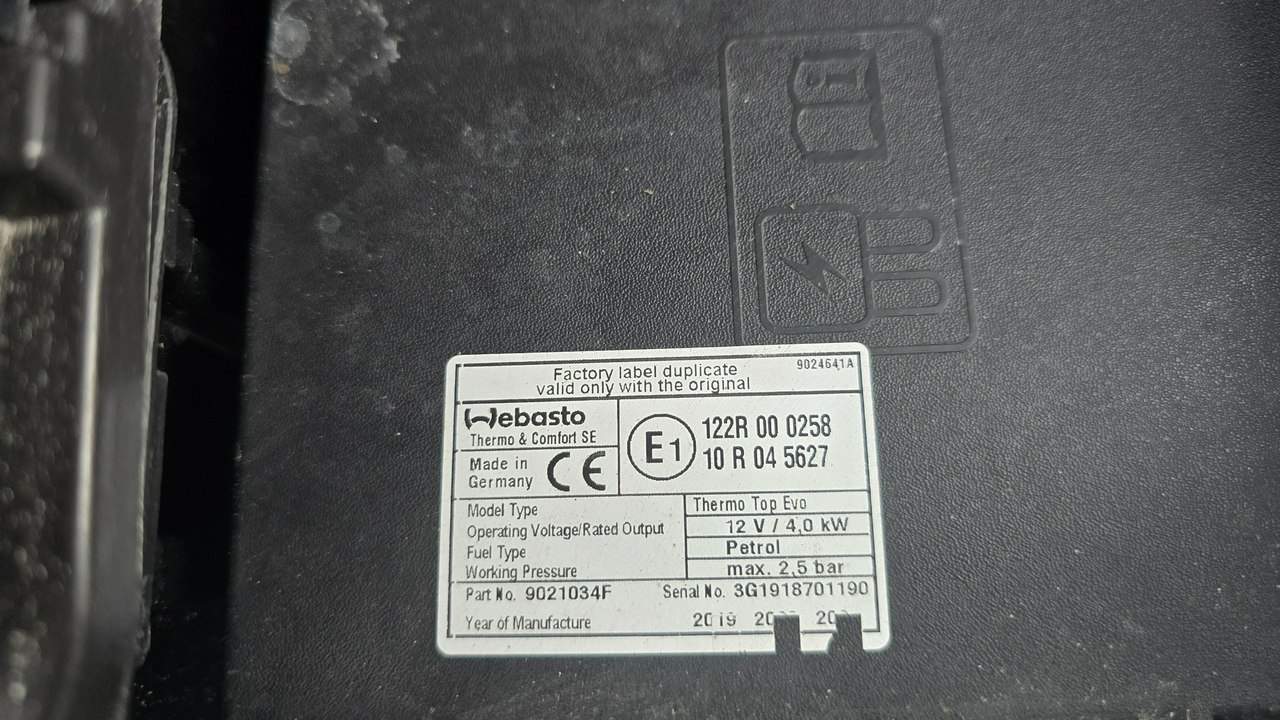 Factory label duplicate
valid only with the original
9024641A
Webasto
Thermo & Comfort SE
Made in
Germany
CE
E1
122R 00 0258
10 R 04 5627
Model Type Thermo Top Evo
Operating Voltage/Rated Output 12 V / 4,0 kW
Fuel Type Petrol
Working Pressure max. 2,5 bar
Part No. 9021034F Serial No. 3G1918701190
Year of Manufacture 2019